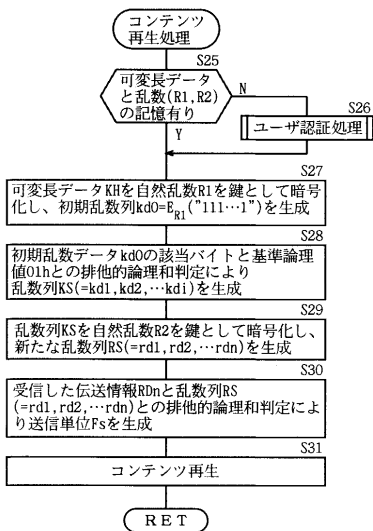 コンテンツ
再生処理
S25
可変長データ
と乱数(R1,R2)
の記憶有り
N
S26
ユーザ認証処理
Y
S27
可変長データKHを自然乱数R1を鍵として暗号
化し、初期乱数列kd0=E_R1("111…1")を生成
S28
初期乱数データkd0の該当バイトと基準論理
値01hとの排他的論理和判定により
乱数列KS(=kd1,kd2,…kdi)を生成
S29
乱数列KSを自然乱数R2を鍵として暗号化し、
新たな乱数列RS(=rd1,rd2,…rdn)を生成
S30
受信した伝送情報RDnと乱数列RS
(=rd1,rd2,…rdn)との排他的論理和判定によ
り送信単位Fsを生成
S31
コンテンツ再生
RET